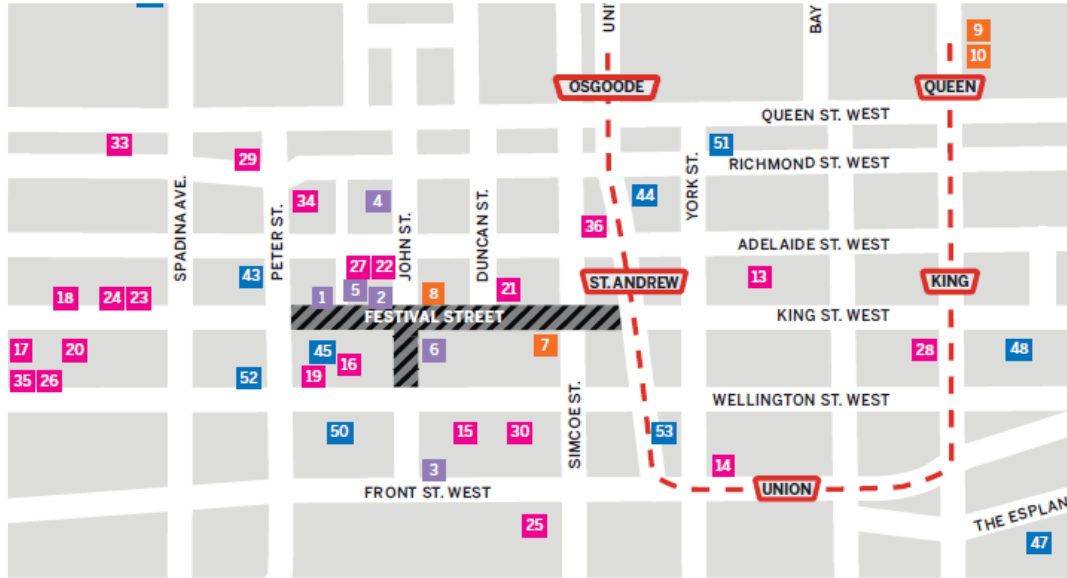 UNI
BAY
9
10
OSGOODE
QUEEN
QUEEN ST. WEST
33
29
51
RICHMOND ST. WEST
SPADINA AVE.
PETER ST.
34
4
JOHN ST.
DUNCAN ST.
44
YORK ST.
36
ADELAIDE ST. WEST
43
27
22
ST. ANDREW
13
KING
18
24
23
1
5
2
8
21
FESTIVAL STREET
KING ST. WEST
17
20
45
16
6
7
28
48
35
26
52
19
WELLINGTON ST. WEST
SIMCOE ST.
50
15
30
53
3
14
FRONT ST. WEST
UNION
25
THE ESPLAN
47